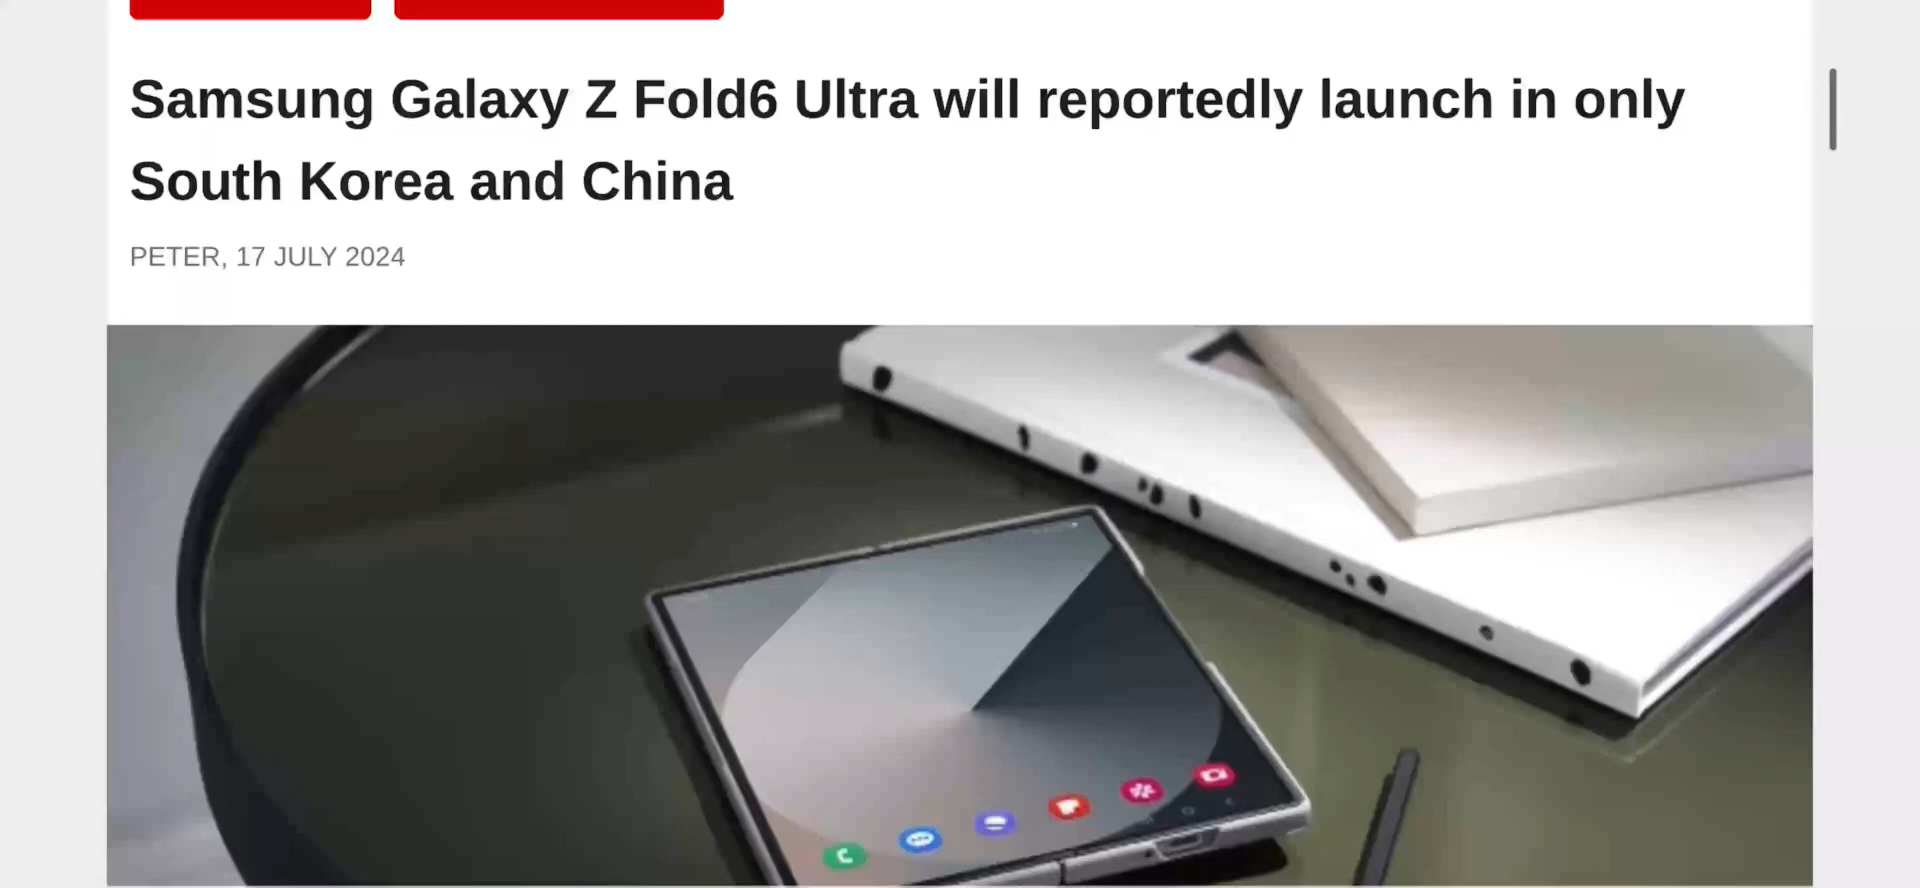 Samsung Galaxy Z Fold6 Ultra will reportedly launch in only
South Korea and China
PETER, 17 JULY 2024